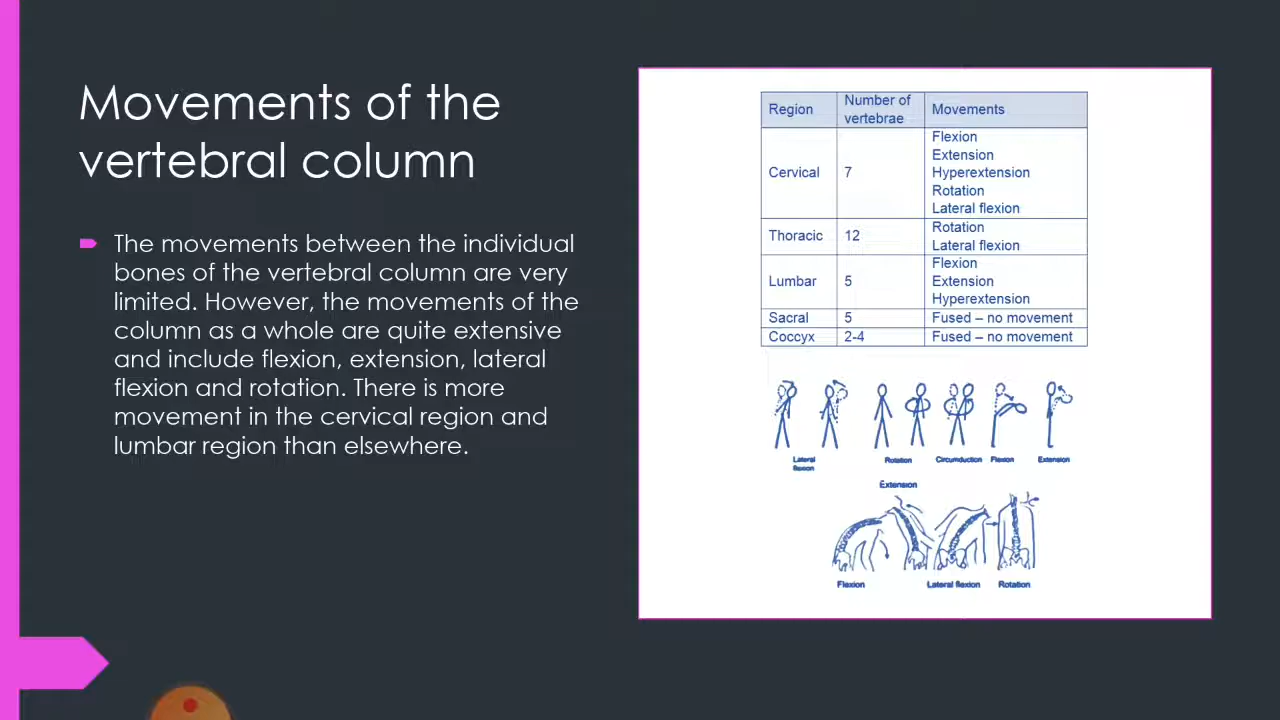 Movements of the
vertebral column
The movements between the individual
bones of the vertebral column are very
limited. However, the movements of the
column as a whole are quite extensive
and include flexion, extension, lateral
flexion and rotation. There is more
movement in the cervical region and
lumbar region than elsewhere.
Region Number of vertebrae Movements
Cervical 7 Flexion
Extension
Hyperextension
Rotation
Lateral flexion
Thoracic 12 Rotation
Lateral flexion
Lumbar 5 Flexion
Extension
Hyperextension
Sacral 5 Fused – no movement
Coccyx 2-4 Fused – no movement
Lateral flexion Rotation Circumduction Flexion Extension
Extension
Flexion Lateral flexion Rotation